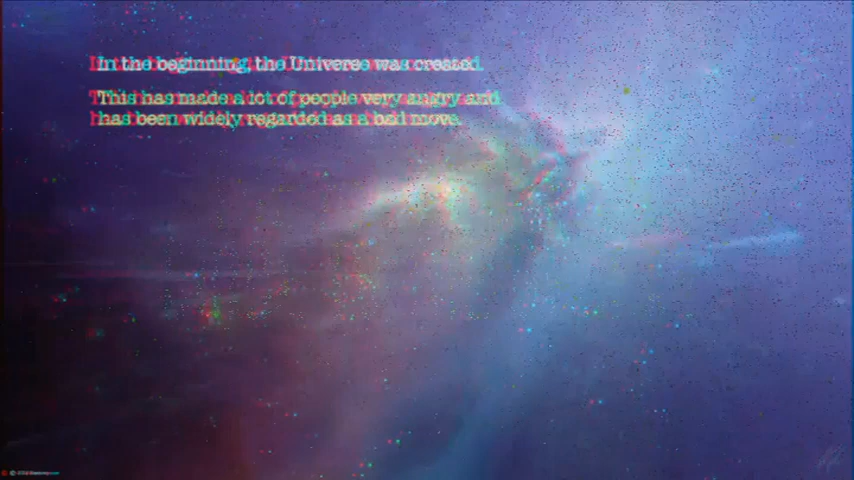 In the beginning the Universe was created.
This has made a lot of people very angry and
has been widely regarded as a bad move.